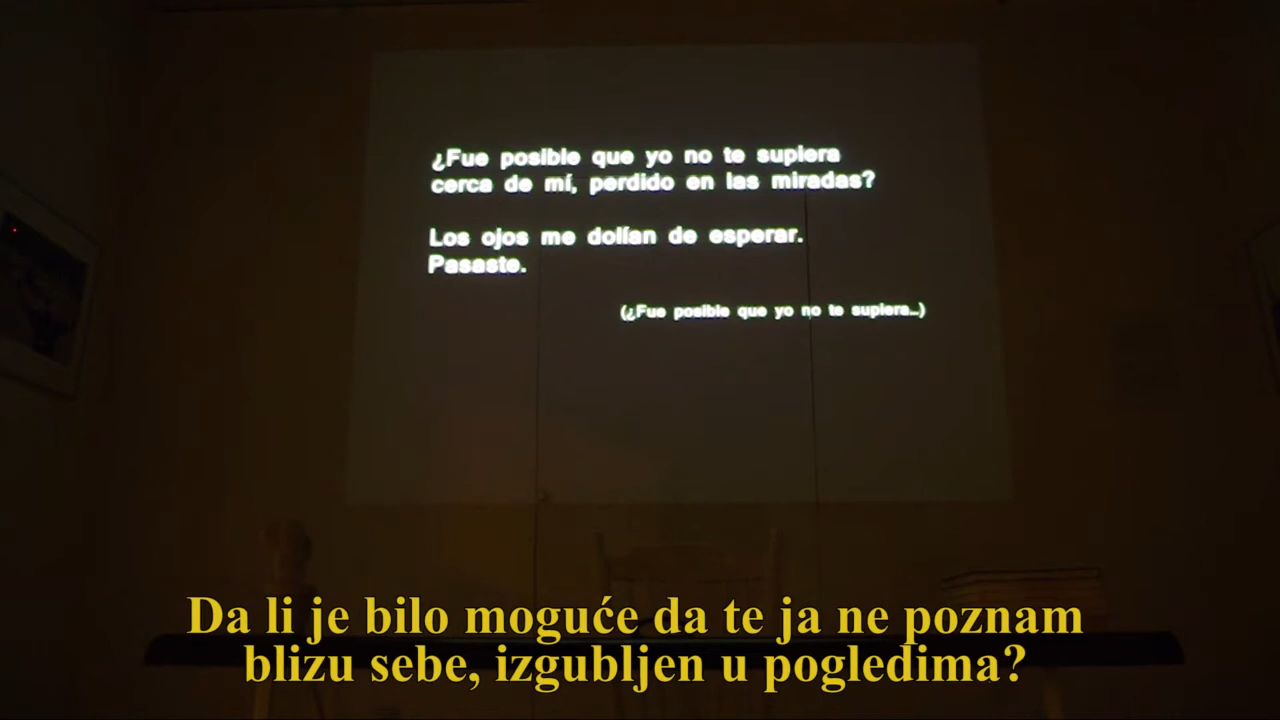 ¿Fue posible que yo no te supiera
cerca de mí, perdido en las miradas?
Los ojos me dolían de esperar.
Pasaste.
(¿Fue posible que yo no te supiera…)
Da li je bilo moguće da te ja ne poznam
blizu sebe, izgubljen u pogledima?